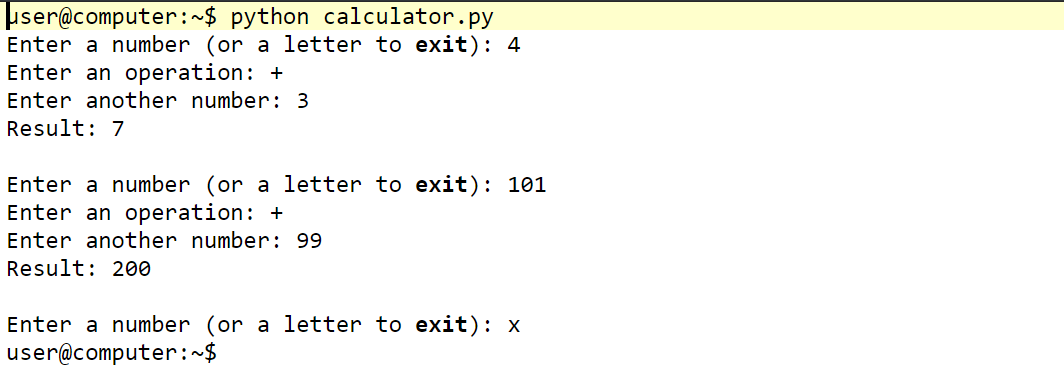 user@computer:~$ python calculator.py
Enter a number (or a letter to exit): 4
Enter an operation: +
Enter another number: 3
Result: 7
Enter a number (or a letter to exit): 101
Enter an operation: +
Enter another number: 99
Result: 200
Enter a number (or a letter to exit): x
user@computer:~$